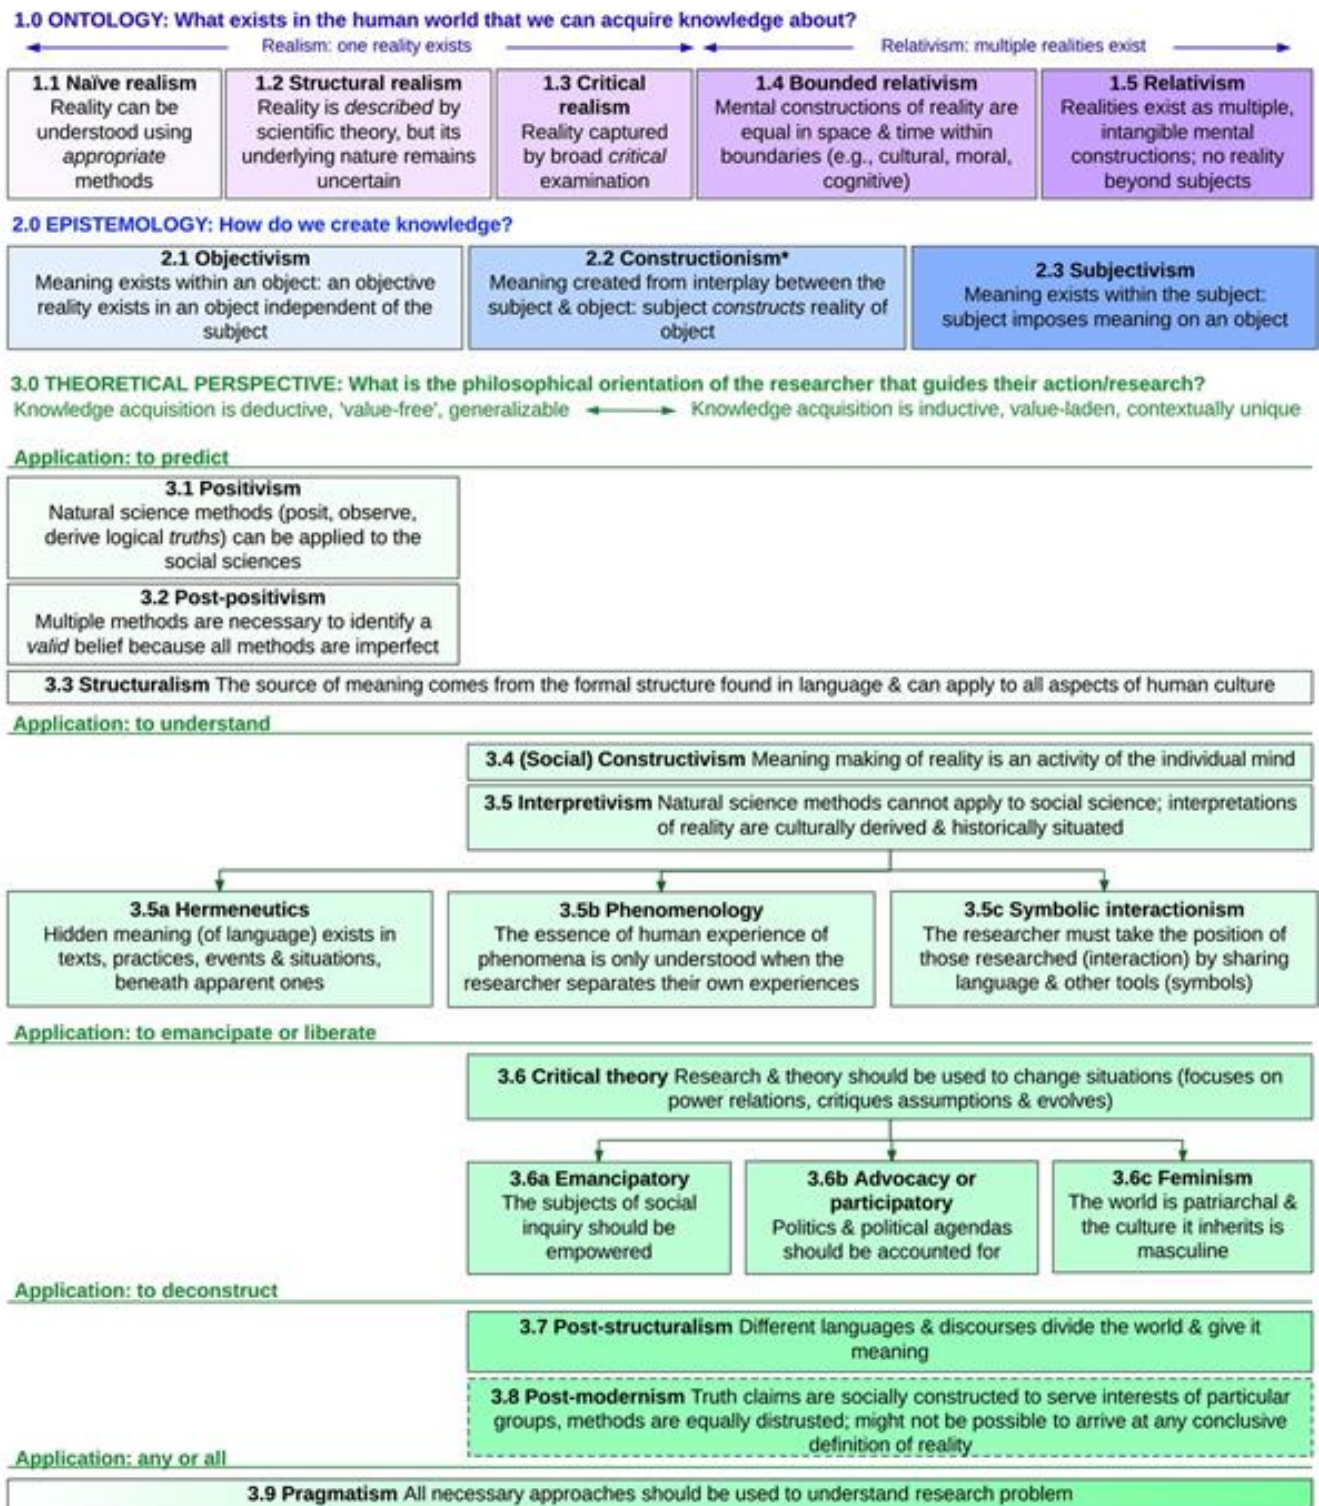 1.0 ONTOLOGY: What exists in the human world that we can acquire knowledge about?
Realism: one reality exists
Relativism: multiple realities exist
1.1 Naïve realism
Reality can be
understood using
appropriate
methods
1.2 Structural realism
Reality is described by
scientific theory, but its
underlying nature remains
uncertain
1.3 Critical
realism
Reality captured
by broad critical
examination
1.4 Bounded relativism
Mental constructions of reality are
equal in space & time within
boundaries (e.g., cultural, moral,
cognitive)
1.5 Relativism
Realities exist as multiple,
intangible mental
constructions; no reality
beyond subjects
2.0 EPISTEMOLOGY: How do we create knowledge?
2.1 Objectivism
Meaning exists within an object: an objective
reality exists in an object independent of the
subject
2.2 Constructionism*
Meaning created from interplay between the
subject & object: subject constructs reality of
object
2.3 Subjectivism
Meaning exists within the subject:
subject imposes meaning on an object
3.0 THEORETICAL PERSPECTIVE: What is the philosophical orientation of the researcher that guides their action/research?
Knowledge acquisition is deductive, 'value-free', generalizable
Knowledge acquisition is inductive, value-laden, contextually unique
Application: to predict
3.1 Positivism
Natural science methods (posit, observe,
derive logical truths) can be applied to the
social sciences
3.2 Post-positivism
Multiple methods are necessary to identify a
valid belief because all methods are imperfect
3.3 Structuralism The source of meaning comes from the formal structure found in language & can apply to all aspects of human culture
Application: to understand
3.4 (Social) Constructivism Meaning making of reality is an activity of the individual mind
3.5 Interpretivism Natural science methods cannot apply to social science; interpretations
of reality are culturally derived & historically situated
3.5a Hermeneutics
Hidden meaning (of language) exists in
texts, practices, events & situations,
beneath apparent ones
3.5b Phenomenology
The essence of human experience of
phenomena is only understood when the
researcher separates their own experiences
3.5c Symbolic interactionism
The researcher must take the position of
those researched (interaction) by sharing
language & other tools (symbols)
Application: to emancipate or liberate
3.6 Critical theory Research & theory should be used to change situations (focuses on
power relations, critiques assumptions & evolves)
3.6a Emancipatory
The subjects of social
inquiry should be
empowered
3.6b Advocacy or
participatory
Politics & political agendas
should be accounted for
3.6c Feminism
The world is patriarchal &
the culture it inherits is
masculine
Application: to deconstruct
3.7 Post-structuralism Different languages & discourses divide the world & give it
meaning
3.8 Post-modernism Truth claims are socially constructed to serve interests of particular
groups, methods are equally distrusted; might not be possible to arrive at any conclusive
definition of reality
Application: any or all
3.9 Pragmatism All necessary approaches should be used to understand research problem